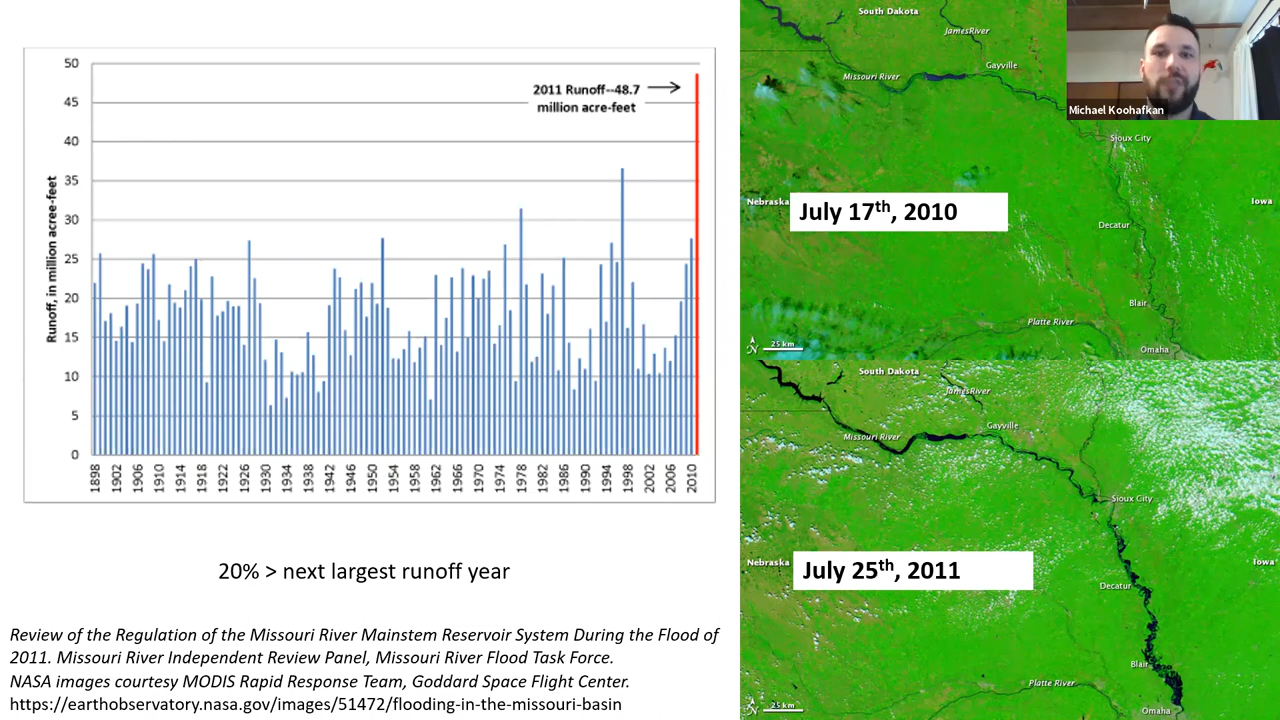 50
45
40
35
30
25
20
15
10
5
0
Runoff, in million acree-feet
2011 Runoff--48.7
million acre-feet
1898 1902 1906 1910 1914 1918 1922 1926 1930 1934 1938 1942 1946 1950 1954 1958 1962 1966 1970 1974 1978 1982 1986 1990 1994 1998 2002 2006 2010
20% > next largest runoff year
Review of the Regulation of the Missouri River Mainstem Reservoir System During the Flood of
2011. Missouri River Independent Review Panel, Missouri River Flood Task Force.
NASA images courtesy MODIS Rapid Response Team, Goddard Space Flight Center.
https://earthobservatory.nasa.gov/images/51472/flooding-in-the-missouri-basin
South Dakota
JamesRiver
Gayville
Missouri River
Michael Koohafkan
Sioux City
Nebraska
July 17th, 2010
Iowa
Decatur
Blair
Platte River
N
25 km
Omaha
South Dakota
JamesRiver
Gayville
Missouri River
Sioux City
Nebraska
July 25th, 2011
Iowa
Decatur
Blair
Platte River
N
25 km
Omaha